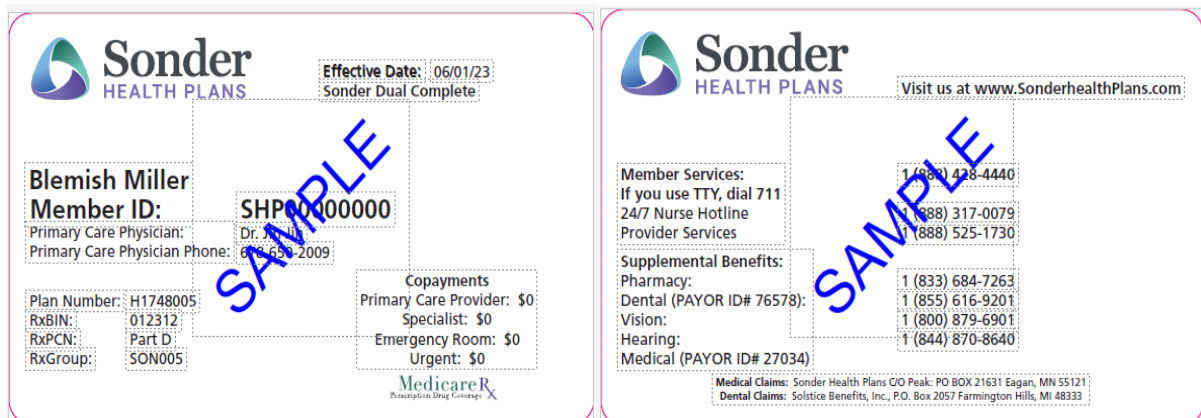 Sonder
HEALTH PLANS
Effective Date: 06/01/23
Sonder Dual Complete
Blemish Miller
Member ID: SHP00000000
Primary Care Physician: Dr.
Primary Care Physician Phone: 678-650-2009
Plan Number: H1748005
RxBIN: 012312
RxPCN: Part D
RxGroup: SON005
Copayments
Primary Care Provider: $0
Specialist: $0
Emergency Room: $0
Urgent: $0
MedicareRx
Prescription Drug Coverage
SAMPLE
Sonder
HEALTH PLANS
Visit us at www.SonderhealthPlans.com
Member Services: 1 (888) 428-4440
If you use TTY, dial 711
24/7 Nurse Hotline 1 (888) 317-0079
Provider Services 1 (888) 525-1730
Supplemental Benefits:
Pharmacy: 1 (833) 684-7263
Dental (PAYOR ID# 76578): 1 (855) 616-9201
Vision: 1 (800) 879-6901
Hearing: 1 (844) 870-8640
Medical (PAYOR ID# 27034)
Medical Claims: Sonder Health Plans C/O Peak: PO BOX 21631 Eagan, MN 55121
Dental Claims: Solstice Benefits, Inc., P.O. Box 2057 Farmington Hills, MI 48333
SAMPLE